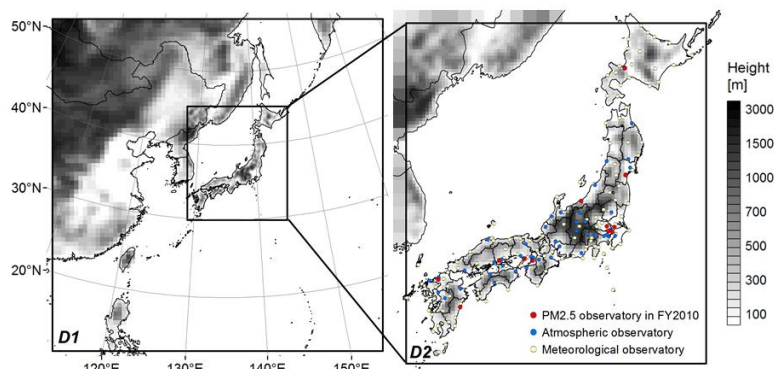 50°N
40°N
30°N
20°N
D1
120°E
130°E
140°E
150°E
Height
[m]
3000
1500
1000
700
500
300
100
PM2.5 observatory in FY2010
Atmospheric observatory
Meteorological observatory
D2